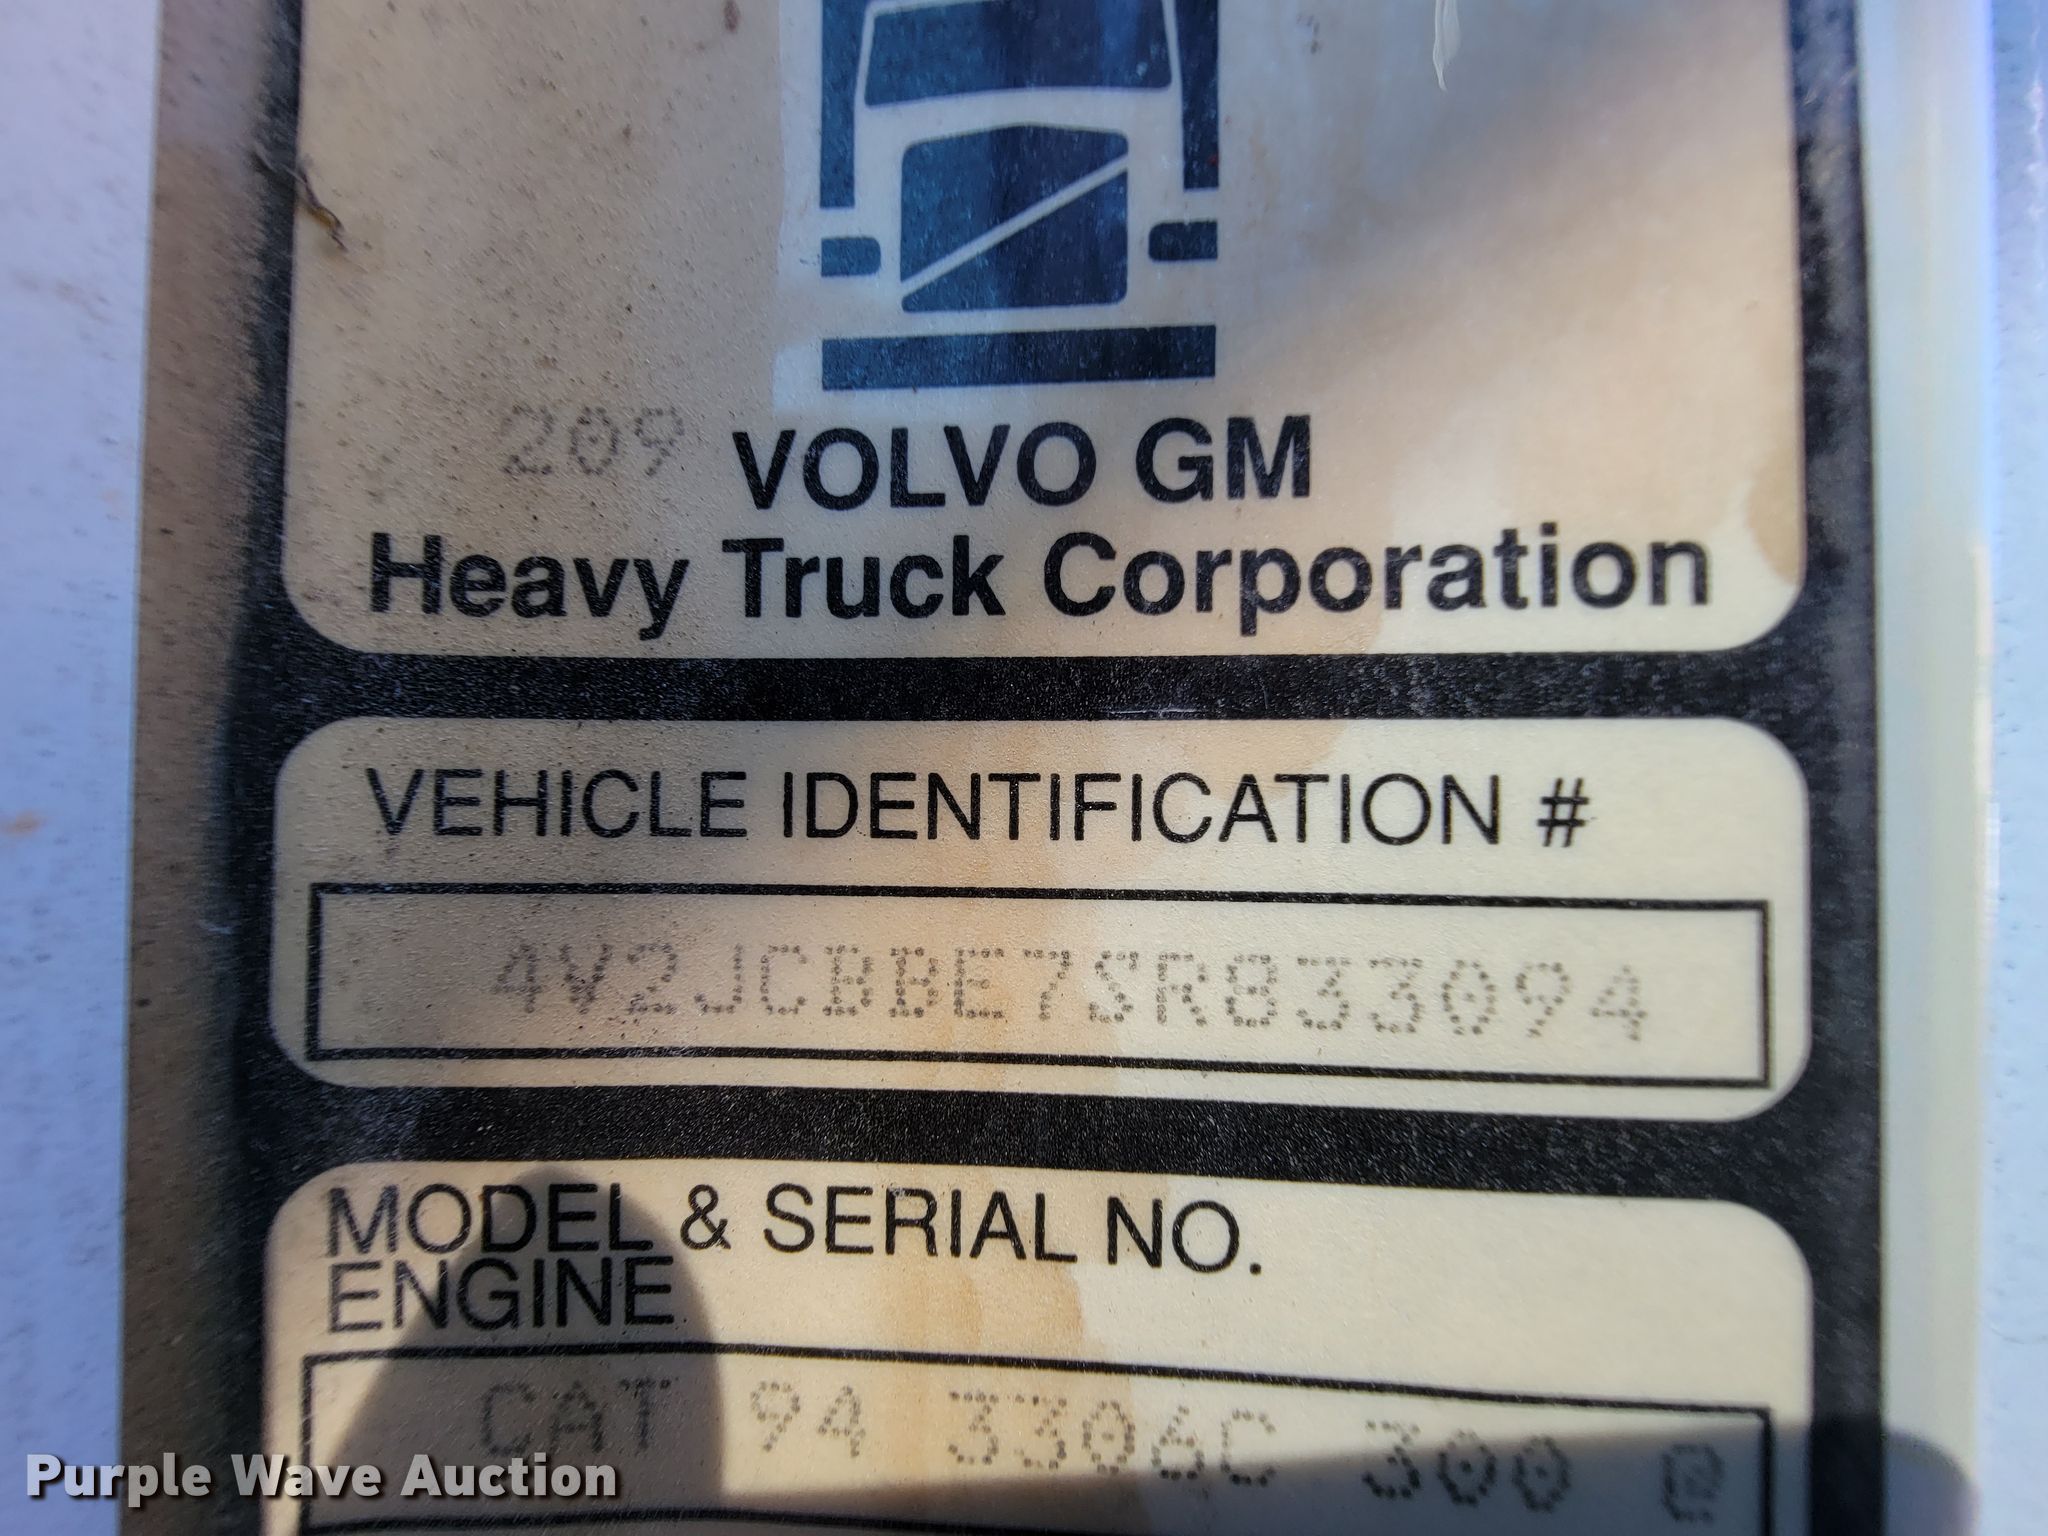 209
VOLVO GM
Heavy Truck Corporation
VEHICLE IDENTIFICATION #
4V2JCBBE7SR833094
MODEL & SERIAL NO.
ENGINE
CAT 94 3306C 300 @
Purple Wave Auction